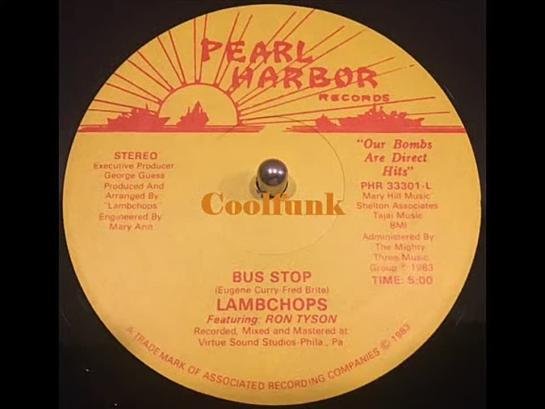 PEARL
HARBOR
RECORDS
STEREO
Executive Producer
George Guess
Produced And
Arranged By
"Lambchops"
Engineered By
Mary Ann
"Our Bombs
Are Direct
Hits"
PHR 33301-L
Mary Hill Music
Shelton Associates
Tajai Music
BMI
Administered By
The Mighty
Three Music
Group ℗ 1983
TIME: 5:00
Coolfunk
BUS STOP
(Eugene Curry-Fred Brite)
LAMBCHOPS
Featuring: RON TYSON
Recorded, Mixed and Mastered at:
Virtue Sound Studios-Phila., Pa
A TRADEMARK OF ASSOCIATED RECORDING COMPANIES © 1983